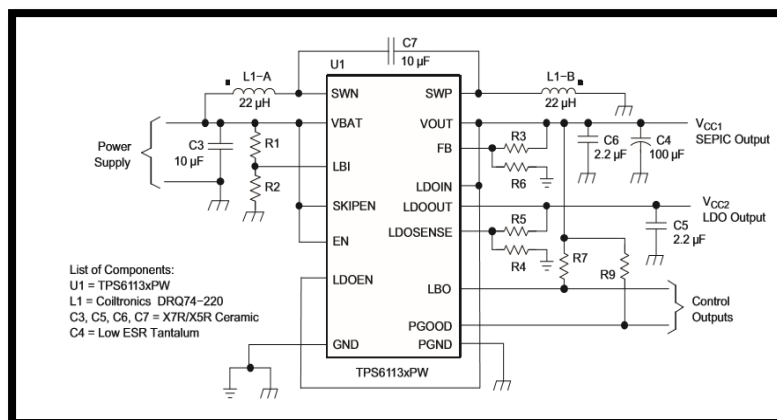 C7
10 µF
U1
L1−A
22 µH
L1−B
22 µH
SWN
SWP
VBAT
VOUT
VCC1
SEPIC Output
Power
Supply
C3
10 µF
R1
R2
LBI
FB
R3
R6
C6
2.2 µF
C4
100 µF
LDOIN
SKIPEN
LDOOUT
VCC2
LDO Output
R5
C5
2.2 µF
EN
LDOSENSE
R4
R7
R9
LDOEN
LBO
Control
Outputs
PGOOD
GND
PGND
TPS6113xPW
List of Components:
U1 = TPS6113xPW
L1 = Coiltronics DRQ74-220
C3, C5, C6, C7 = X7R/X5R Ceramic
C4 = Low ESR Tantalum